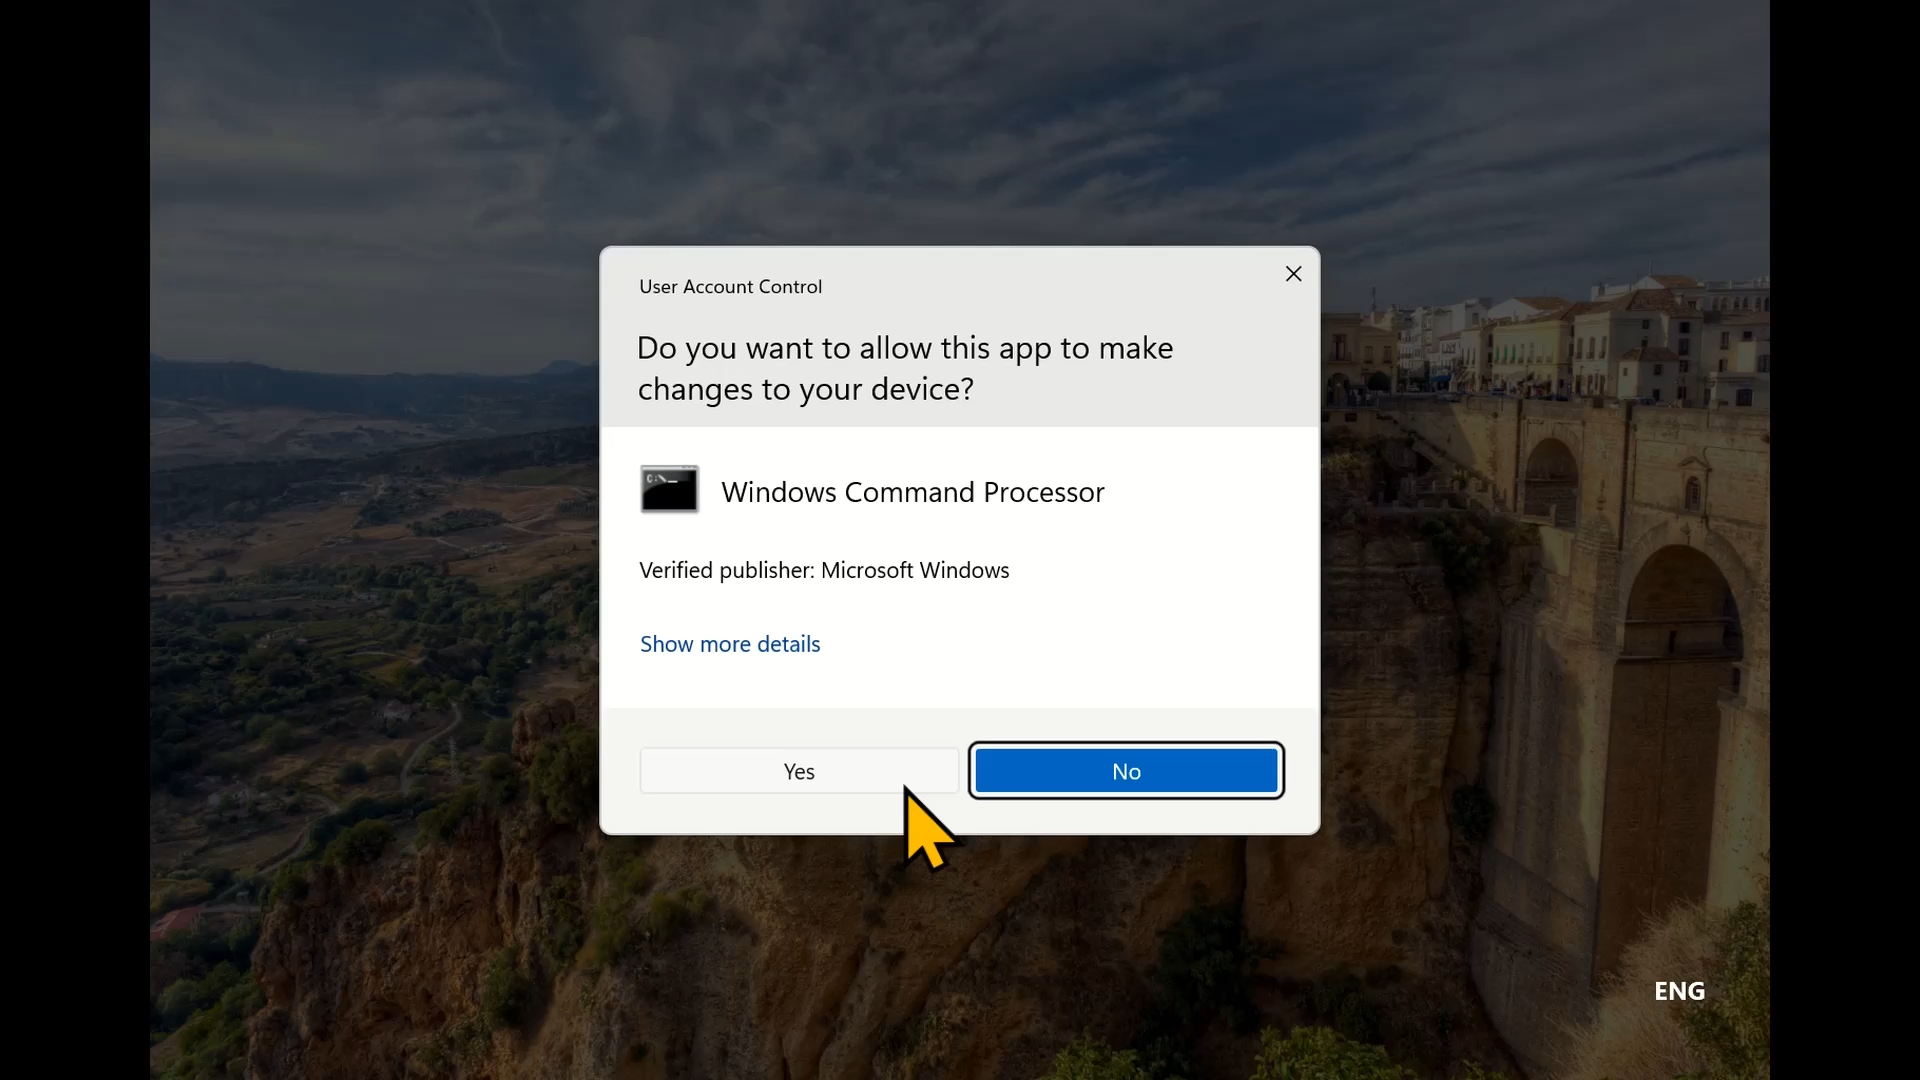 User Account Control
Do you want to allow this app to make
changes to your device?
C:\_
Windows Command Processor
Verified publisher: Microsoft Windows
Show more details
Yes
No
ENG